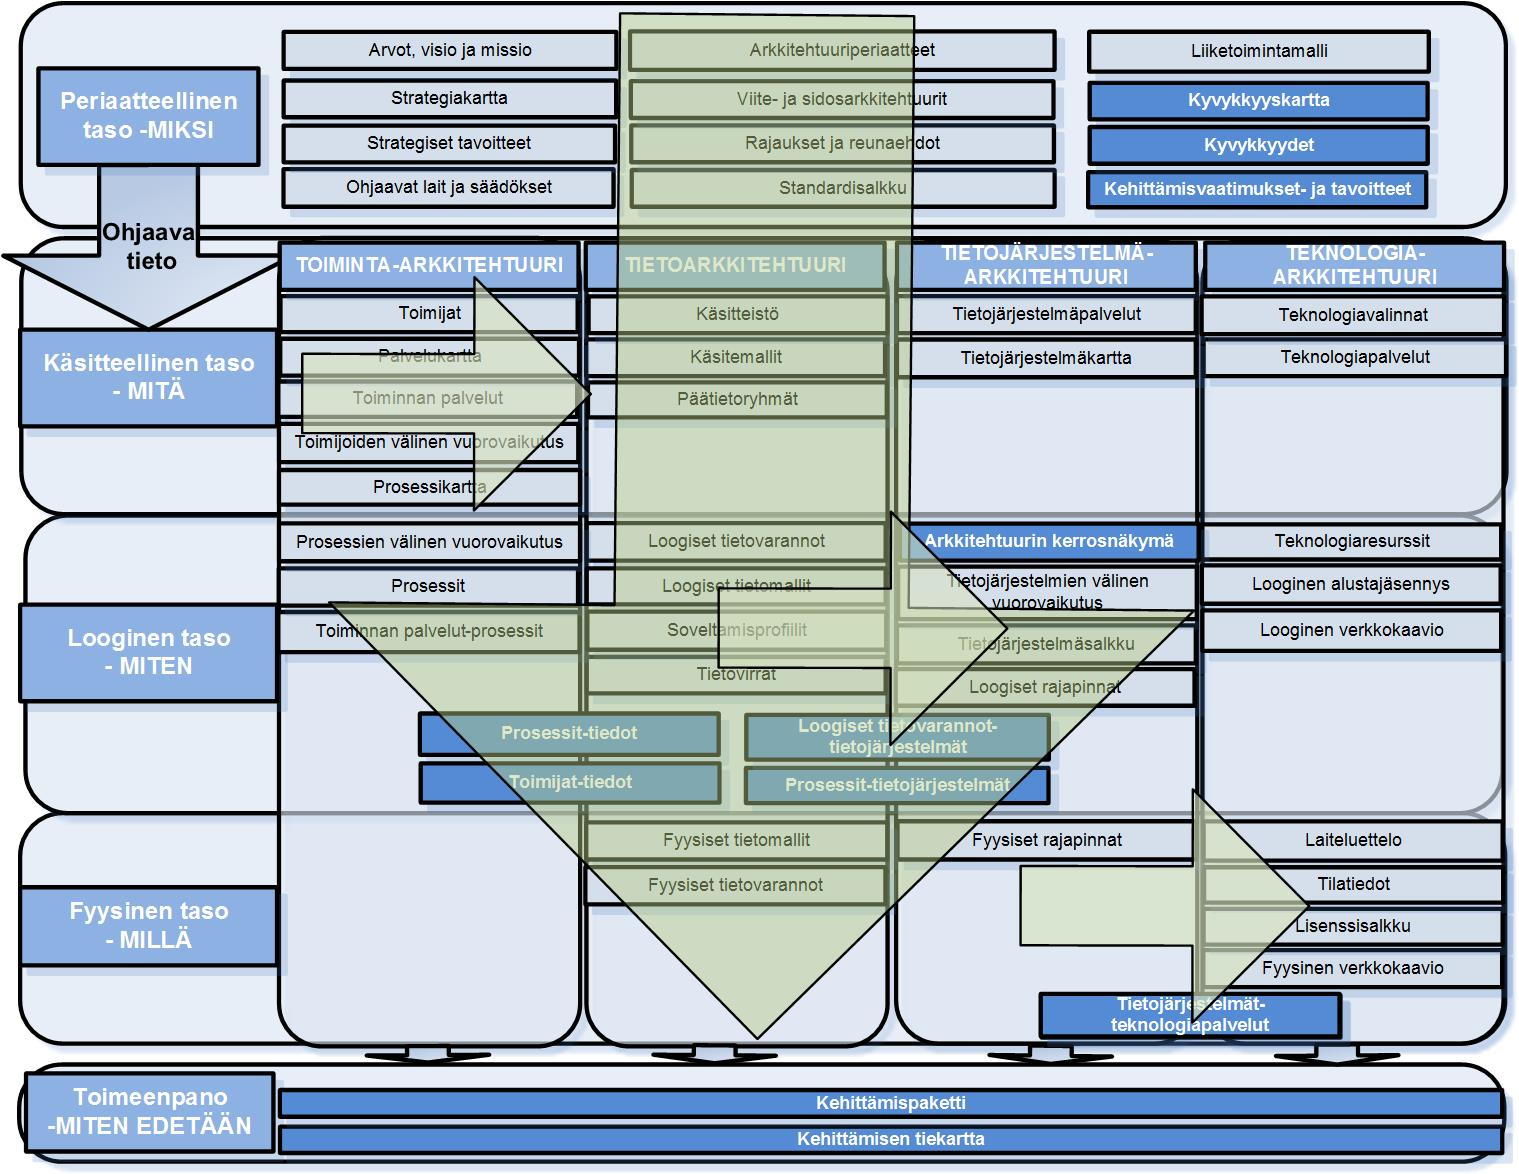 Periaatteellinen
taso -MIKSI
Arvot, visio ja missio
Strategiakartta
Strategiset tavoitteet
Ohjaavat lait ja säädökset
Arkkitehtuuriperiaatteet
Viite- ja sidosarkkitehtuurit
Rajaukset ja reunaehdot
Standardisalkku
Liiketoimintamalli
Kyvykkyyskartta
Kyvykkyydet
Kehittämisvaatimukset- ja tavoitteet
Ohjaava
tieto
TOIMINTA-ARKKITEHTUURI
TIETOARKKITEHTUURI
TIETOJÄRJESTELMÄ-
ARKKITEHTUURI
TEKNOLOGIA-
ARKKITEHTUURI
Käsitteellinen taso
- MITÄ
Toimijat
Palvelukartta
Toiminnan palvelut
Toimijoiden välinen vuorovaikutus
Prosessikartta
Käsitteistö
Käsitemallit
Päätietoryhmät
Tietojärjestelmäpalvelut
Tietojärjestelmäkartta
Teknologiavalinnat
Teknologiapalvelut
Looginen taso
- MITEN
Prosessien välinen vuorovaikutus
Prosessit
Toiminnan palvelut-prosessit
Loogiset tietovarannot
Loogiset tietomallit
Soveltamisprofiilit
Tietovirrat
Arkkitehtuurin kerrosnäkymä
Tietojärjestelmien välinen
vuorovaikutus
Tietojärjestelmäsalkku
Loogiset rajapinnat
Teknologiaresurssit
Looginen alustajäsennys
Looginen verkkokaavio
Prosessit-tiedot
Toimijat-tiedot
Loogiset tietovarannot-
tietojärjestelmät
Prosessit-tietojärjestelmät
Fyysinen taso
- MILLÄ
Fyysiset tietomallit
Fyysiset tietovarannot
Fyysiset rajapinnat
Laiteluettelo
Tilatiedot
Lisenssisalkku
Fyysinen verkkokaavio
Tietojärjestelmät-
teknologiapalvelut
Toimeenpano
-MITEN EDETÄÄN
Kehittämispaketti
Kehittämisen tiekartta